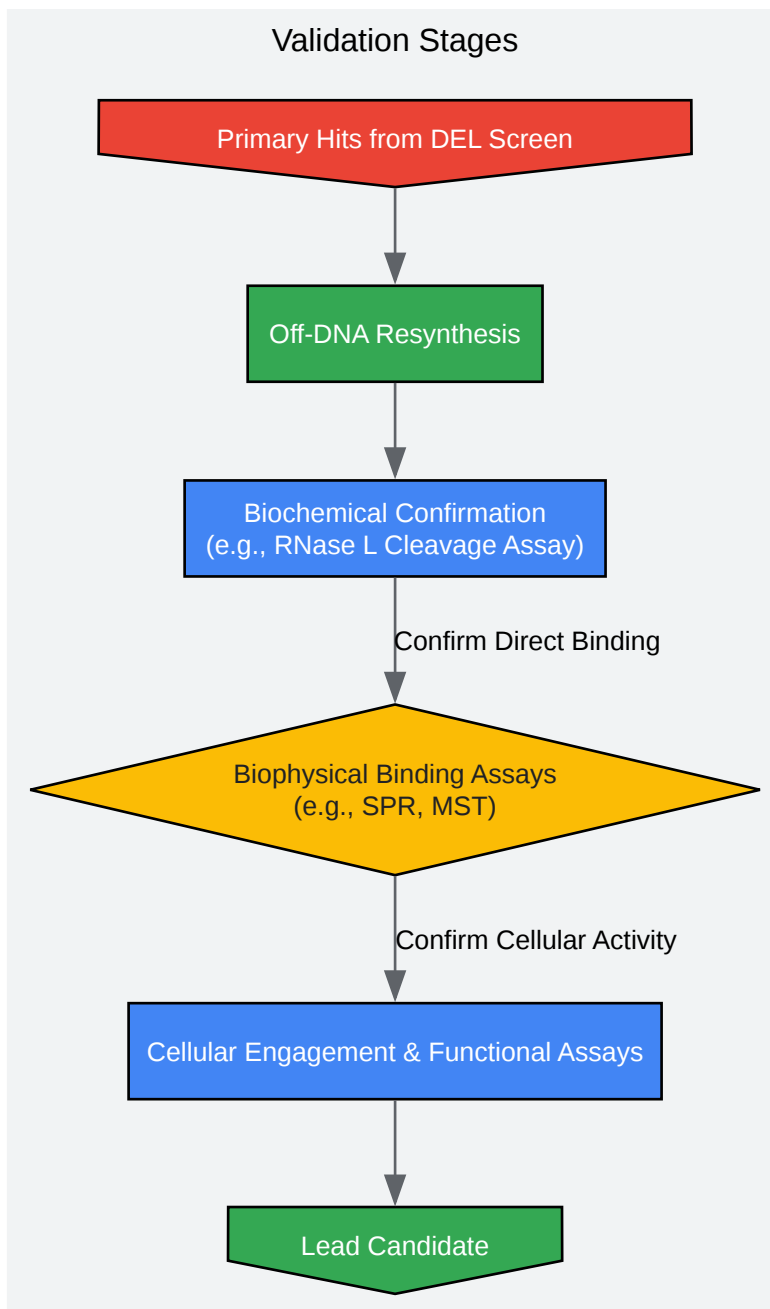 Validation Stages
Primary Hits from DEL Screen
Off-DNA Resynthesis
Biochemical Confirmation
(e.g., RNase L Cleavage Assay)
Confirm Direct Binding
Biophysical Binding Assays
(e.g., SPR, MST)
Confirm Cellular Activity
Cellular Engagement & Functional Assays
Lead Candidate